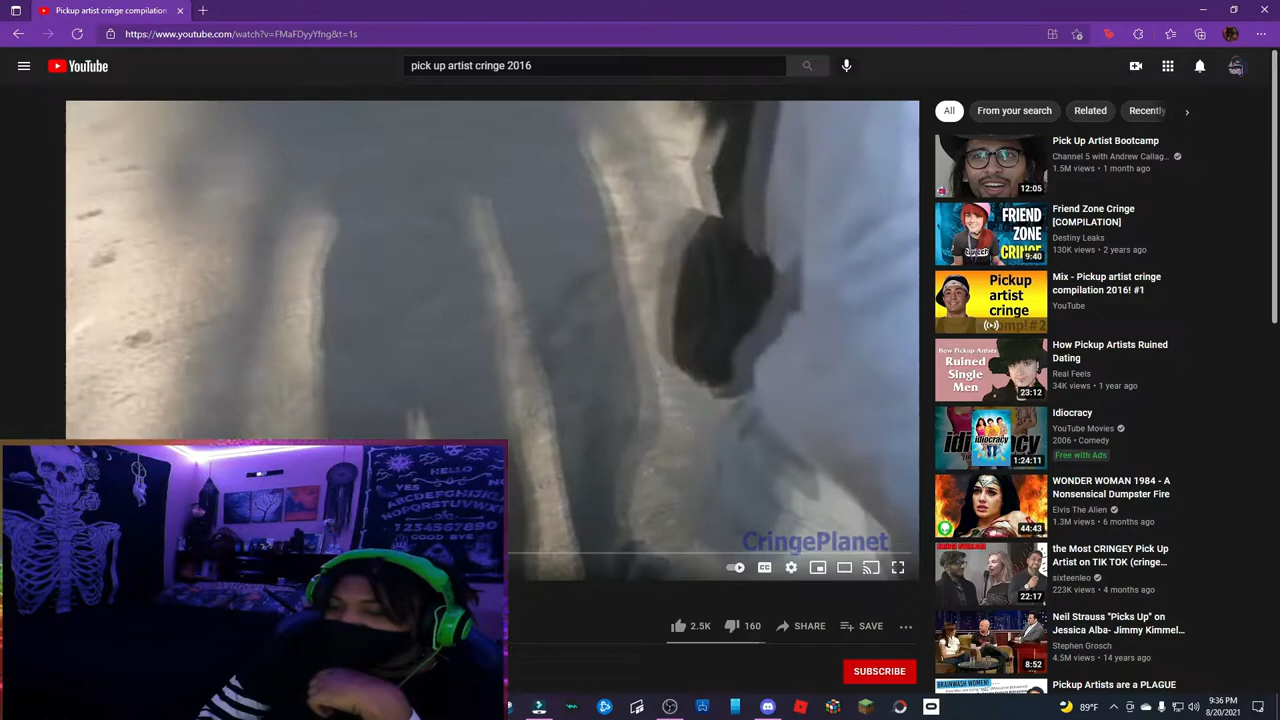 Pickup artist cringe compilation
https://www.youtube.com/watch?v=FMaFDyyYfng&t=1s
YouTube
pick up artist cringe 2016
All
From your search
Related
Recently
Pick Up Artist Bootcamp
Channel 5 with Andrew Callag...
1.5M views • 1 month ago
12:05
FRIEND
ZONE
CRINGE
9:40
Friend Zone Cringe
[COMPILATION]
Destiny Leaks
130K views • 2 years ago
Pickup
artist
cringe
comp!#2
Mix - Pickup artist cringe
compilation 2016! #1
YouTube
How Pickup Artists
Ruined
Single
Men
23:12
How Pickup Artists Ruined
Dating
Real Feels
34K views • 1 year ago
idiocracy
1:24:11
Idiocracy
YouTube Movies
2006 • Comedy
Free with Ads
44:43
WONDER WOMAN 1984 - A
Nonsensical Dumpster Fire
Elvis The Alien
1.3M views • 6 months ago
22:17
the Most CRINGEY Pick Up
Artist on TIK TOK (cringe...
sixteenleo
223K views • 4 months ago
8:52
Neil Strauss "Picks Up" on
Jessica Alba- Jimmy Kimmel...
Stephen Grosch
4.5M views • 14 years ago
BRAINWASH WOMEN!
Pickup Artists are a PLAGUE
CringePlanet
2.5K
160
SHARE
SAVE
SUBSCRIBE
HELLO
YES
NO
ABCDEFGHIJKL
NOPQRSTUVWXYZ
1234567890
GOOD BYE
89°F
9:36 PM
8/20/2021